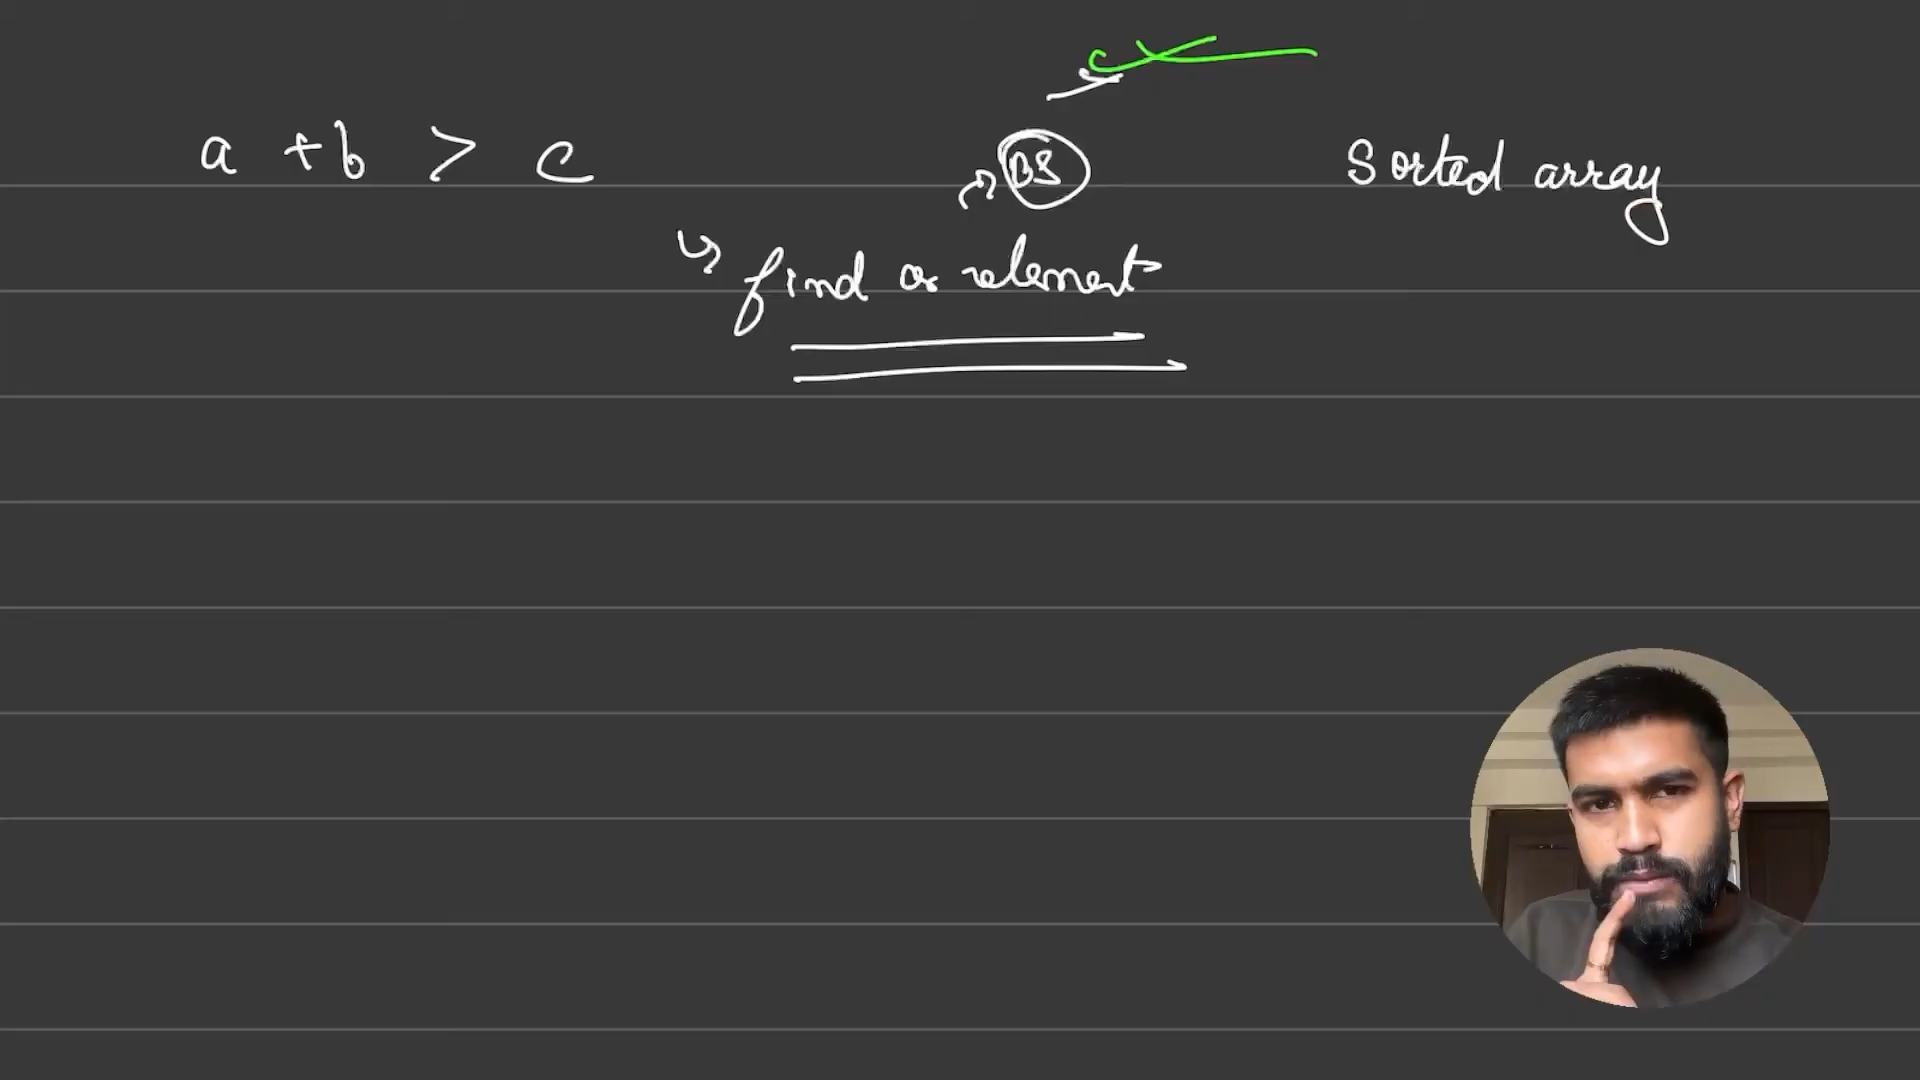 a + b > c
BS
Sorted array
find an element